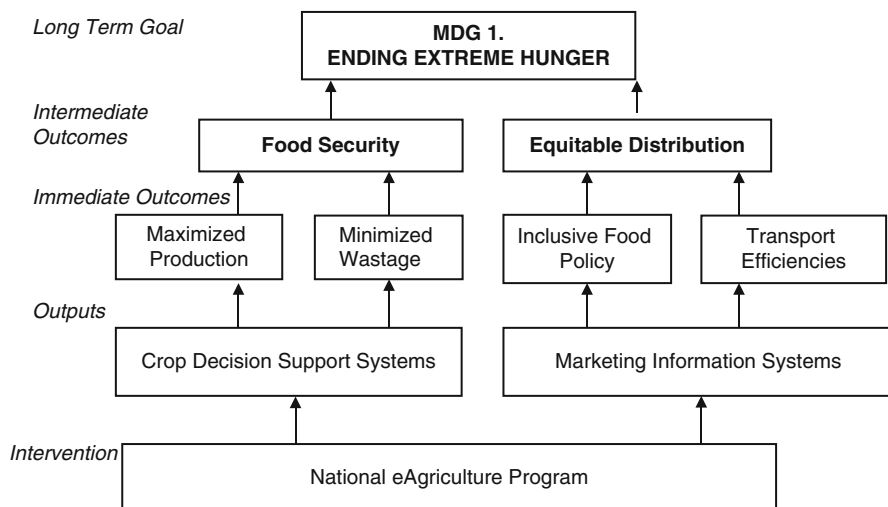 Long Term Goal
MDG 1.
ENDING EXTREME HUNGER
Intermediate
Outcomes
Food Security
Equitable Distribution
Immediate Outcomes
Maximized
Production
Minimized
Wastage
Inclusive Food
Policy
Transport
Efficiencies
Outputs
Crop Decision Support Systems
Marketing Information Systems
Intervention
National eAgriculture Program